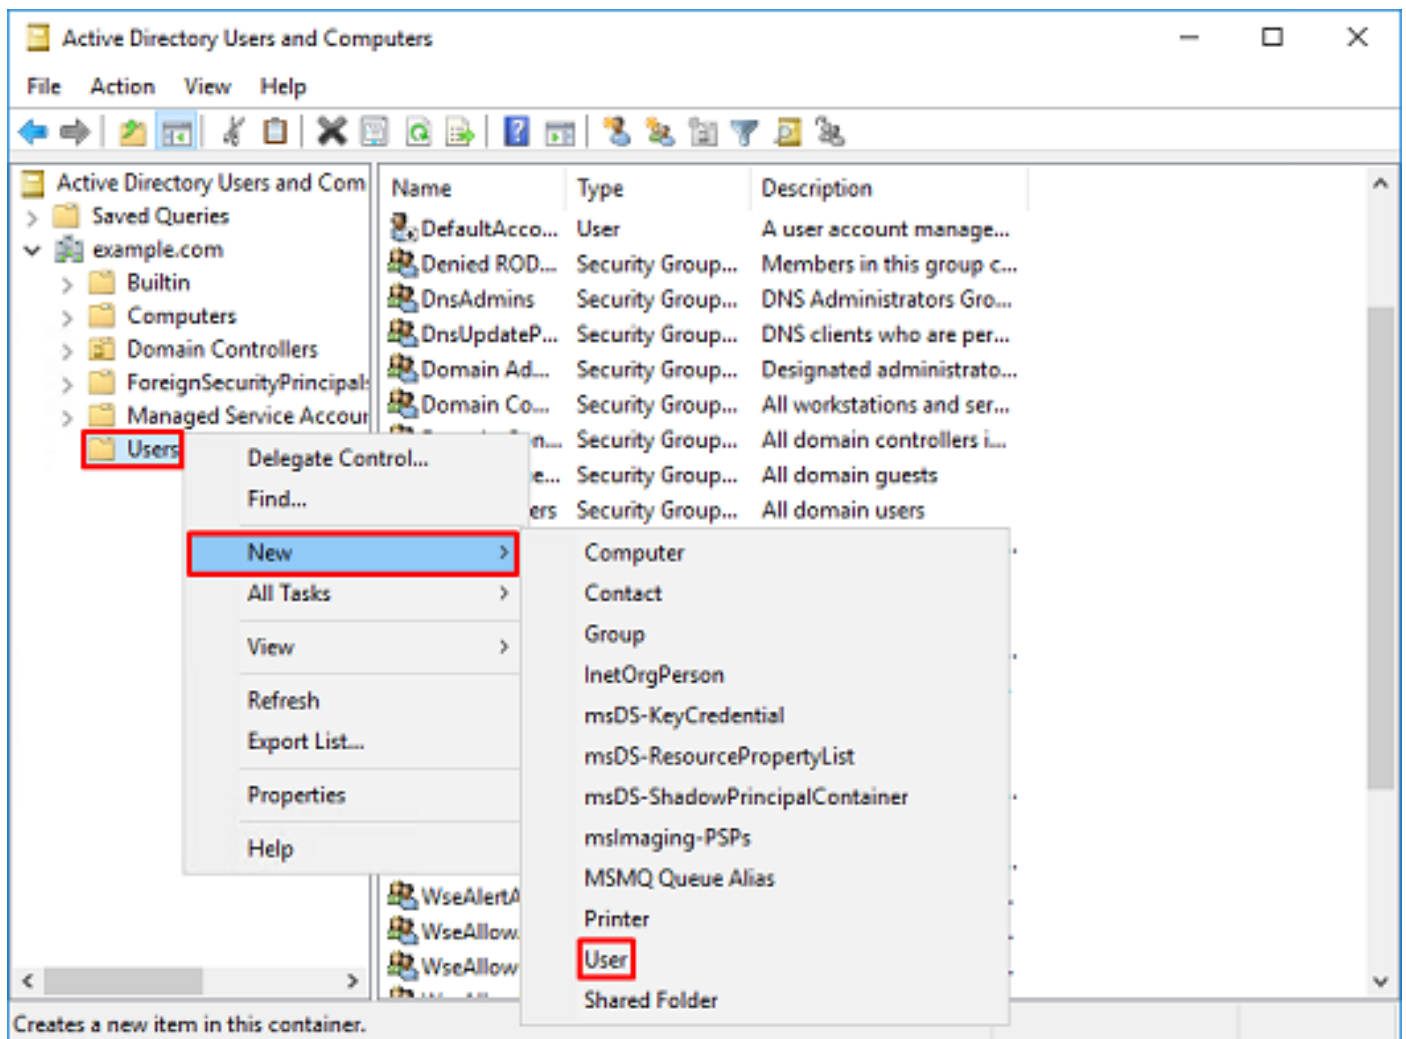 Active Directory Users and Computers
File Action View Help
Active Directory Users and Com
Saved Queries
example.com
Builtin
Computers
Domain Controllers
ForeignSecurityPrincipals
Managed Service Accour
Users
Name Type Description
DefaultAcco... User A user account manage...
Denied ROD... Security Group... Members in this group c...
DnsAdmins Security Group... DNS Administrators Gro...
DnsUpdateP... Security Group... DNS clients who are per...
Domain Ad... Security Group... Designated administrato...
Domain Co... Security Group... All workstations and ser...
Security Group... All domain controllers i...
Security Group... All domain guests
ers Security Group... All domain users
Delegate Control...
Find...
New
All Tasks
View
Refresh
Export List...
Properties
Help
Computer
Contact
Group
InetOrgPerson
msDS-KeyCredential
msDS-ResourcePropertyList
msDS-ShadowPrincipalContainer
msImaging-PSPs
MSMQ Queue Alias
Printer
User
Shared Folder
WseAlertA
WseAllow
WseAllow
Creates a new item in this container.